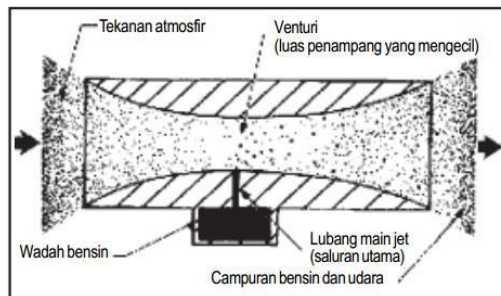 Tekanan atmosfir
Venturi
(luas penampang yang mengecil)
Wadah bensin
Lubang main jet
(saluran utama)
Campuran bensin dan udara